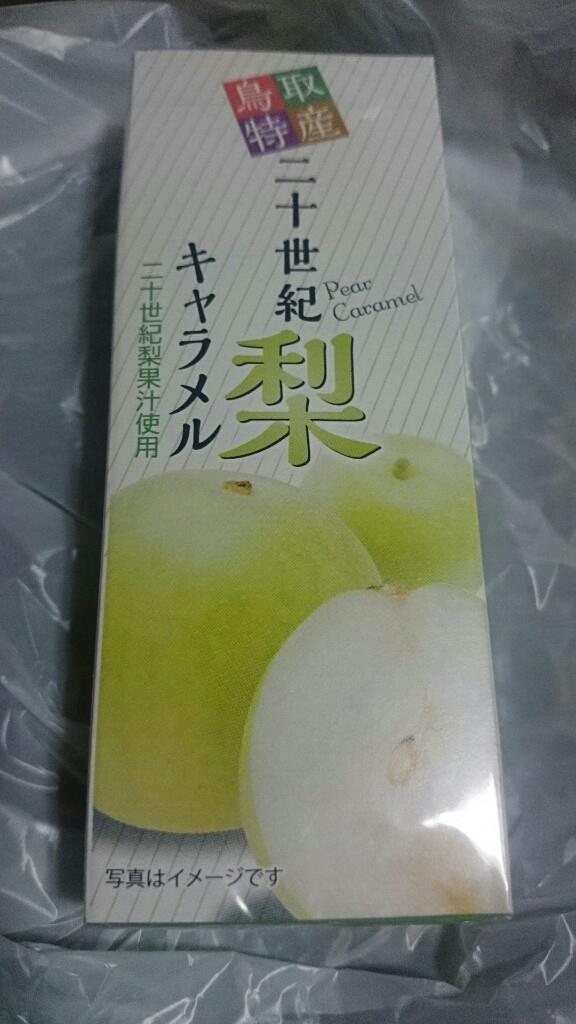 鳥取
特産
二十世紀
梨
Pear
Caramel
キャラメル
二十世紀梨果汁使用
写真はイメージです